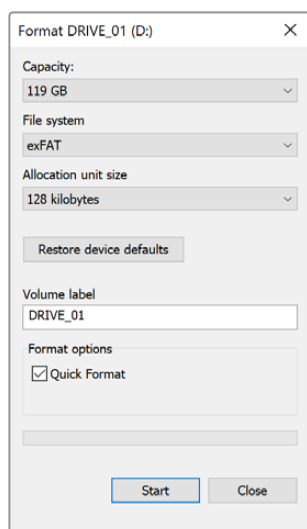 Format DRIVE_01 (D:)
Capacity:
119 GB
File system
exFAT
Allocation unit size
128 kilobytes
Restore device defaults
Volume label
DRIVE_01
Format options
Quick Format
Start Close